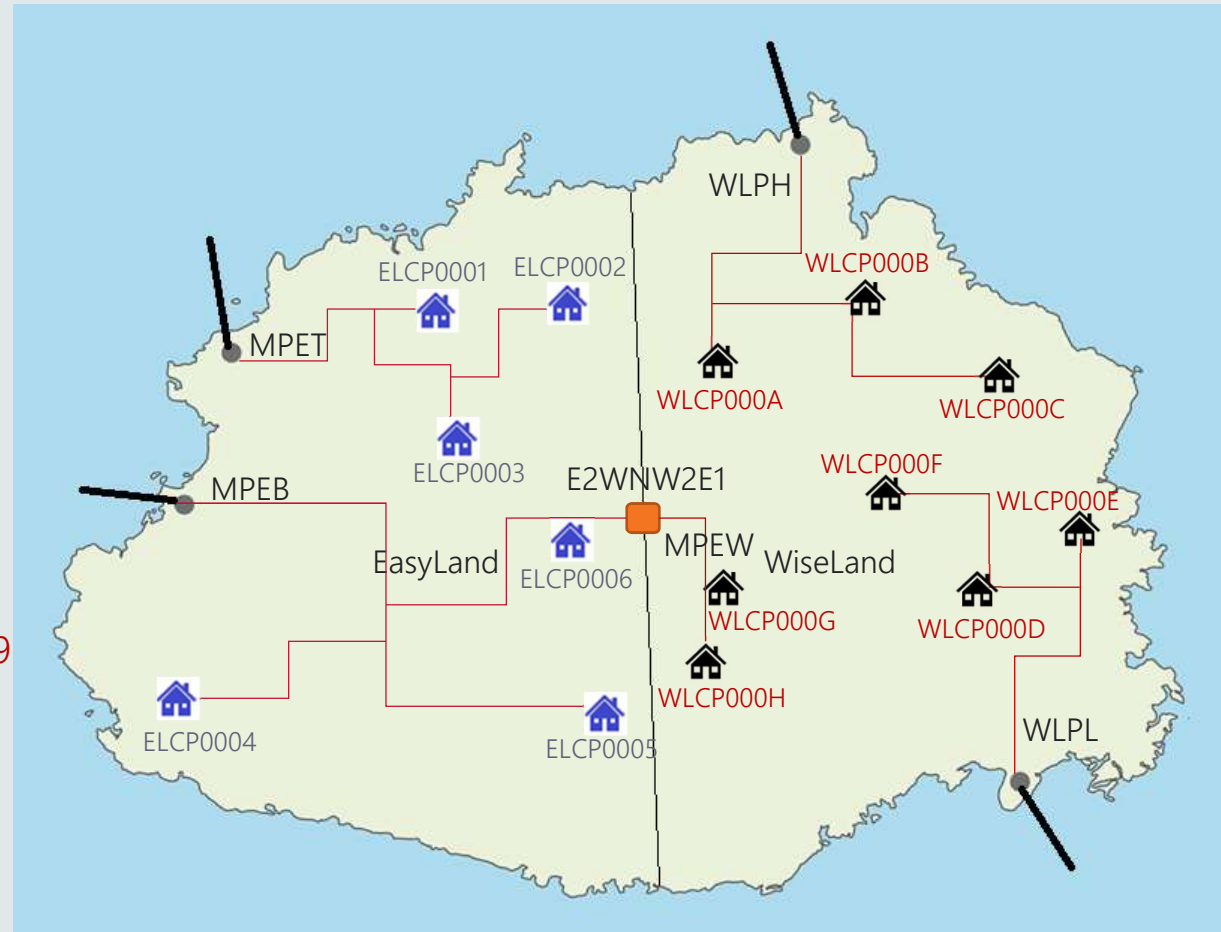 WLPH
WLCP000B
ELCP0001
ELCP0002
MPET
WLCP000A
WLCP000C
ELCP0003
WLCP000F
E2WNW2E1
MPEB
WLCP000E
MPEW
EasyLand
WiseLand
ELCP0006
WLCP000G
WLCP000D
9
WLCP000H
ELCP0004
ELCP0005
WLPL